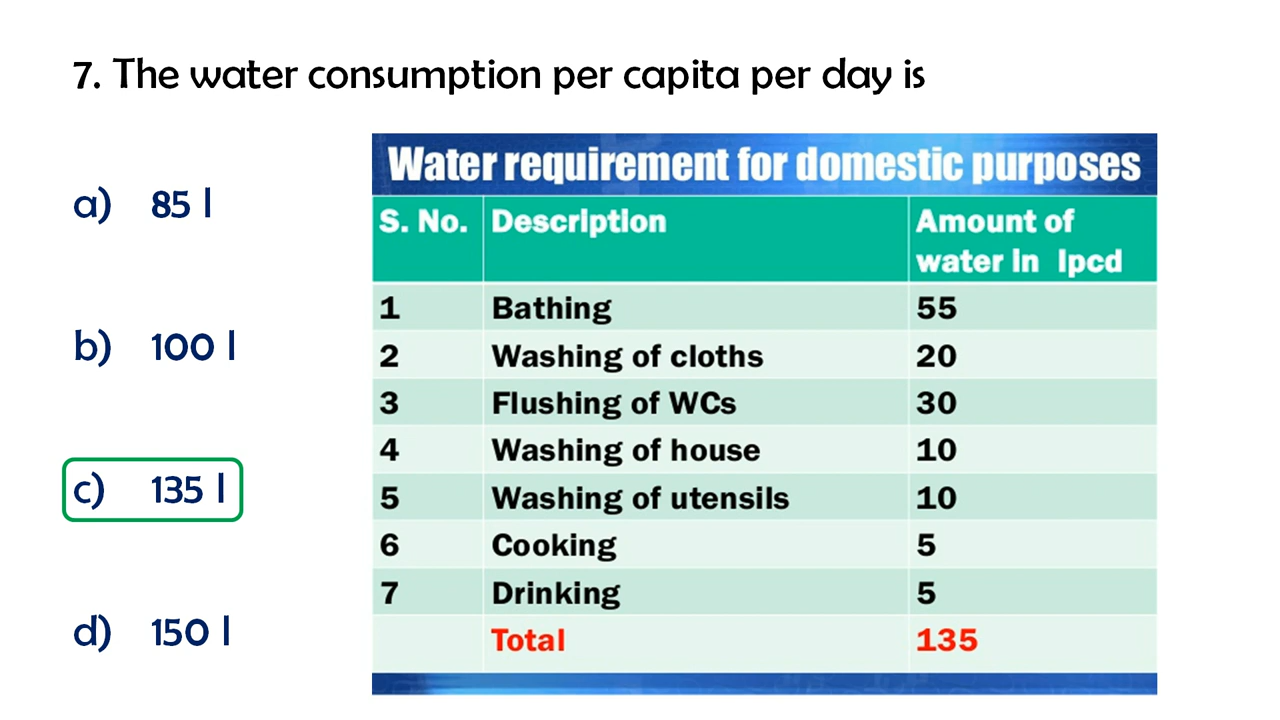 7. The water consumption per capita per day is
a) 85 l
b) 100 l
c) 135 l
d) 150 l
Water requirement for domestic purposes
S. No. Description Amount of water in lpcd
1 Bathing 55
2 Washing of cloths 20
3 Flushing of WCs 30
4 Washing of house 10
5 Washing of utensils 10
6 Cooking 5
7 Drinking 5
Total 135